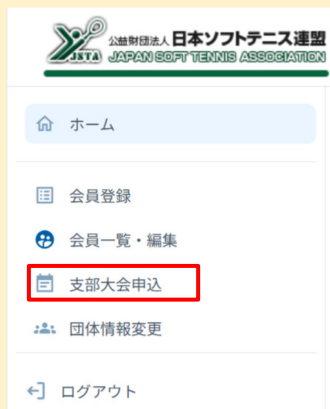 JSTA
公益財団法人日本ソフトテニス連盟
JAPAN SOFT TENNIS ASSOCIATION
ホーム
会員登録
会員一覧・編集
支部大会申込
団体情報変更
ログアウト